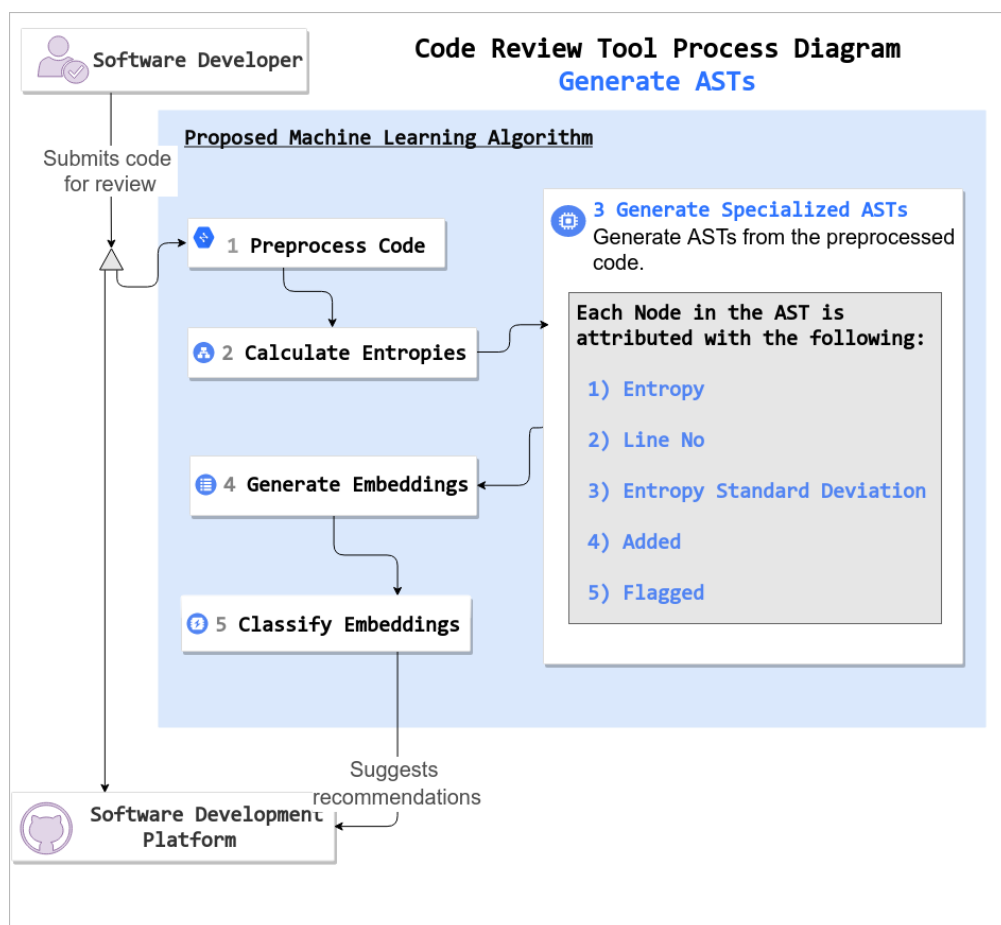 Software Developer
Code Review Tool Process Diagram
Generate ASTs
Proposed Machine Learning Algorithm
Submits code
for review
1 Preprocess Code
2 Calculate Entropies
3 Generate Specialized ASTs
Generate ASTs from the preprocessed
code.
Each Node in the AST is
attributed with the following:
1) Entropy
2) Line No
3) Entropy Standard Deviation
4) Added
5) Flagged
4 Generate Embeddings
5 Classify Embeddings
Suggests
recommendations
Software Development
Platform